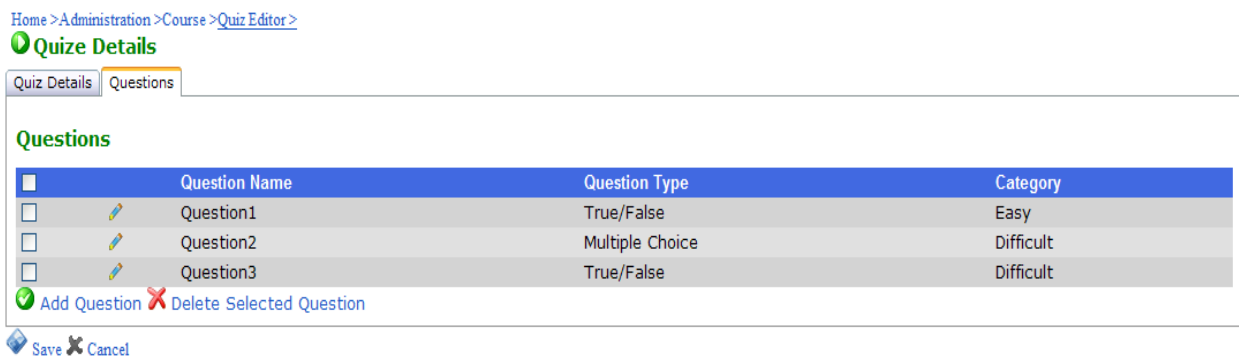 Home >Administration >Course >Quiz Editor >
Quize Details
Quiz Details Questions
Questions
Question Name Question Type Category
Question1 True/False Easy
Question2 Multiple Choice Difficult
Question3 True/False Difficult
Add Question Delete Selected Question
Save Cancel